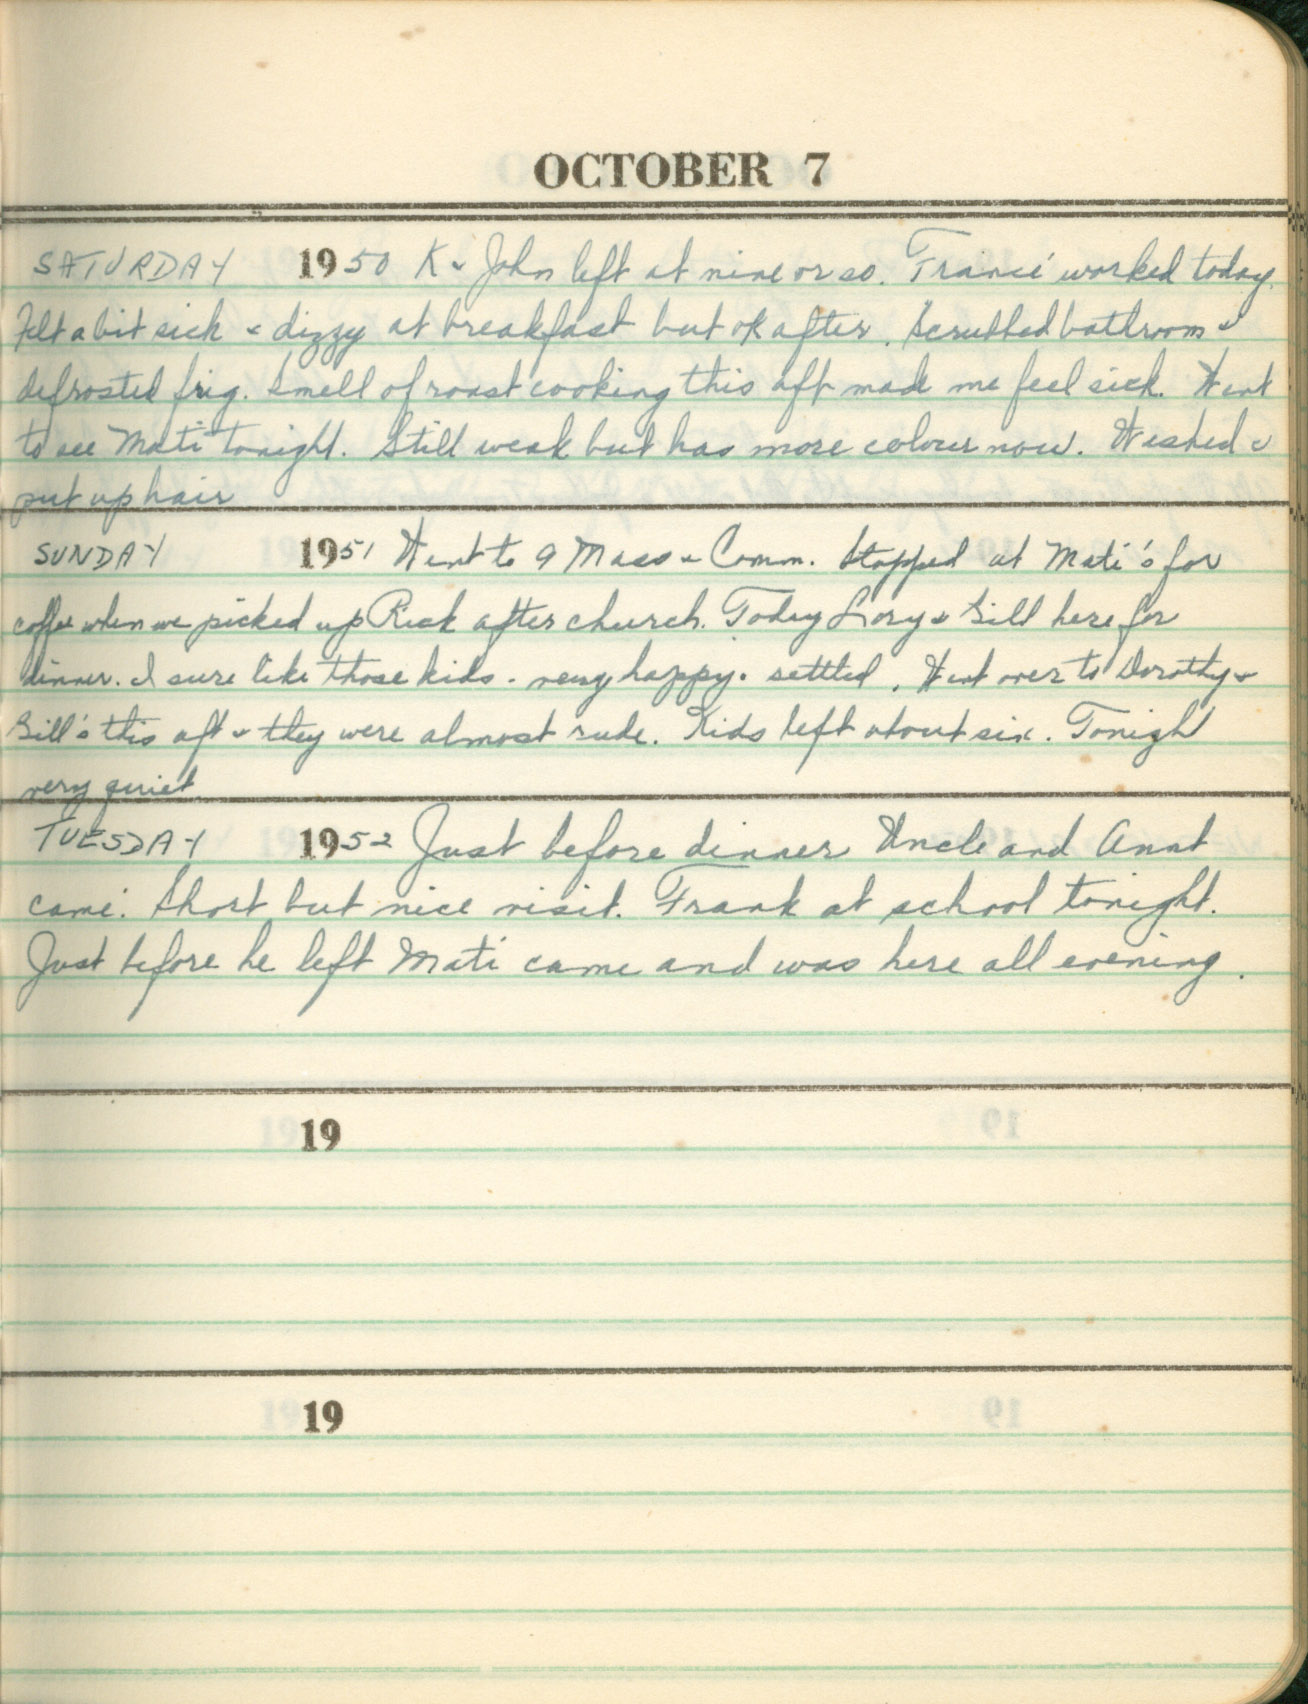 OCTOBER 7
SATURDAY 1950 K & John left at nine or so. Francé worked today.
Felt a bit sick & dizzy at breakfast but ok after. Scrubbed bathroom &
defrosted frig. Smell of roast cooking this aft made me feel sick. Went
to see Mati tonight. Still weak but has more colour now. Washed &
put up hair
SUNDAY 1951 Went to 9 Mass & Comm. Stopped at Mati's for
coffee when we picked up Rick after church. Today Lory & Bill here for
dinner. I sure like those kids - very happy & settled. Went over to Dorothy &
Bill's this aft & they were almost rude. Kids left about six. Tonight
very quiet
TUESDAY 1952 Just before dinner Uncle and Aunt
came. Short but nice visit. Frank at school tonight.
Just before he left Mati came and was here all evening.
19
19